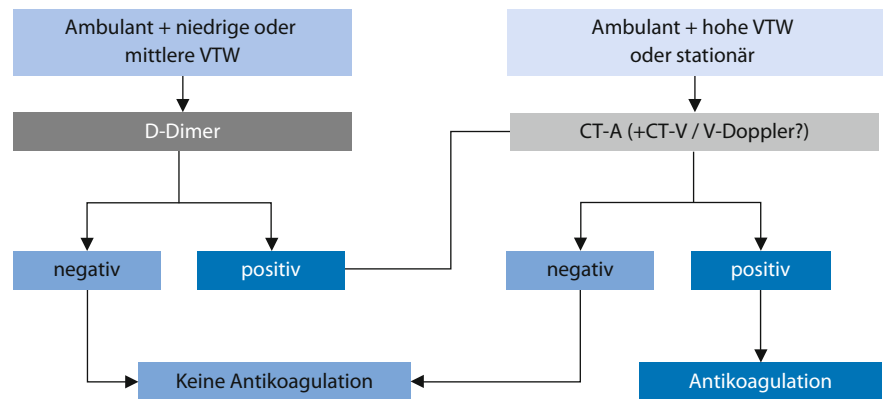 Ambulant + niedrige oder
mittlere VTW
Ambulant + hohe VTW
oder stationär
D-Dimer
CT-A (+CT-V / V-Doppler?)
negativ
positiv
negativ
positiv
Keine Antikoagulation
Antikoagulation